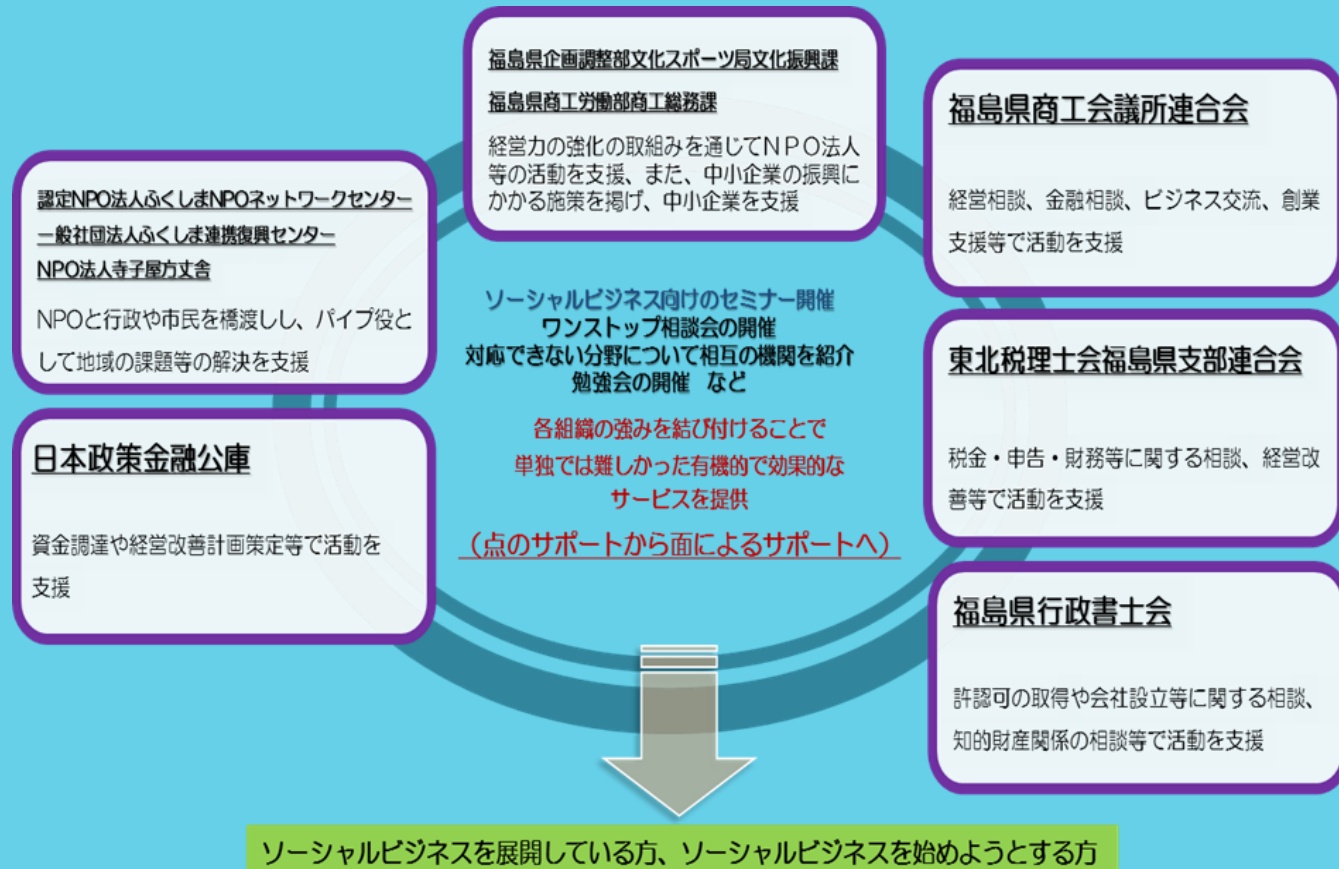 福島県企画調整部文化スポーツ局文化振興課
福島県商工労働部商工総務課
経営力の強化の取組みを通じてNPO法人
等の活動を支援、また、中小企業の振興に
かかる施策を掲げ、中小企業を支援
認定NPO法人ふくしまNPOネットワークセンター
一般社団法人ふくしま連携復興センター
NPO法人寺子屋方丈舎
NPOと行政や市民を橋渡しし、パイプ役と
して地域の課題等の解決を支援
日本政策金融公庫
資金調達や経営改善計画策定等で活動を
支援
ソーシャルビジネス向けのセミナー開催
ワンストップ相談会の開催
対応できない分野について相互の機関を紹介
勉強会の開催 など
各組織の強みを結び付けることで
単独では難しかった有機的で効果的な
サービスを提供
(点のサポートから面によるサポートへ)
福島県商工会議所連合会
経営相談、金融相談、ビジネス交流、創業
支援等で活動を支援
東北税理士会福島県支部連合会
税金・申告・財務等に関する相談、経営改
善等で活動を支援
福島県行政書士会
許認可の取得や会社設立等に関する相談、
知的財産関係の相談等で活動を支援
ソーシャルビジネスを展開している方、ソーシャルビジネスを始めようとする方